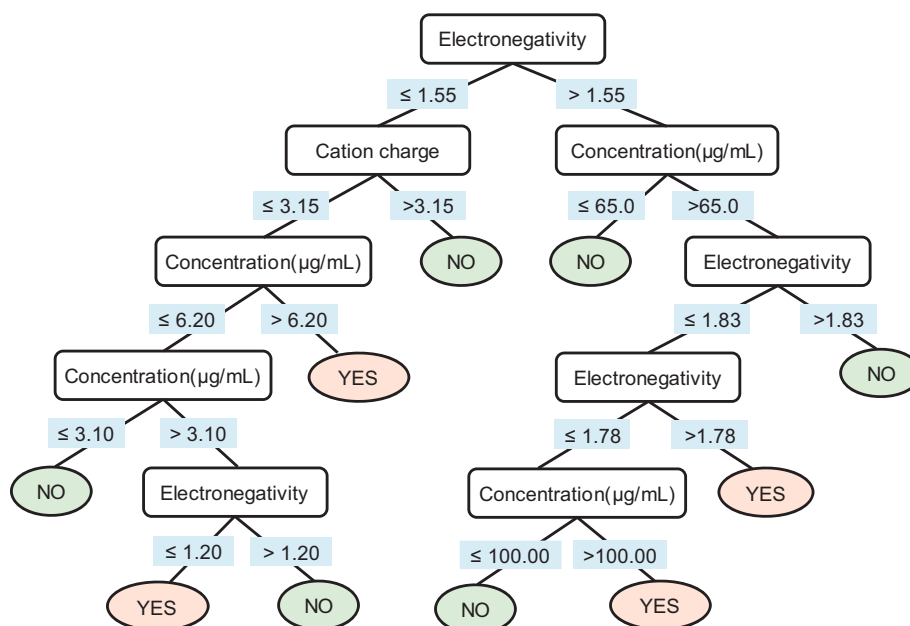 Electronegativity
≤ 1.55
> 1.55
Cation charge
Concentration(µg/mL)
≤ 3.15
>3.15
≤ 65.0
>65.0
Concentration(µg/mL)
NO
NO
Electronegativity
≤ 6.20
> 6.20
≤ 1.83
>1.83
Concentration(µg/mL)
YES
Electronegativity
NO
≤ 3.10
> 3.10
≤ 1.78
>1.78
NO
Electronegativity
Concentration(µg/mL)
YES
≤ 1.20
> 1.20
≤ 100.00
>100.00
YES
NO
NO
YES